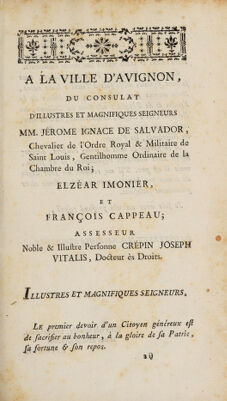 A LA VILLE D'AVIGNON,
DU CONSULAT
D'ILLUSTRES ET MAGNIFIQUES SEIGNEURS
MM. JÉROME IGNACE DE SALVADOR,
Chevalier de l'Ordre Royal & Militaire de
Saint Louis, Gentilhomme Ordinaire de la
Chambre du Roi;
ELZÉAR IMONIER,
ET
FRANÇOIS CAPPEAU;
ASSESSEUR
Noble & Illustre Personne CRÉPIN JOSEPH
VITALIS, Docteur ès Droits.
ILLUSTRES ET MAGNIFIQUES SEIGNEURS,
Le premier devoir d'un Citoyen généreux est
de sacrifier au bonheur, à la gloire de sa Patrie,
sa fortune & son repos.
aij